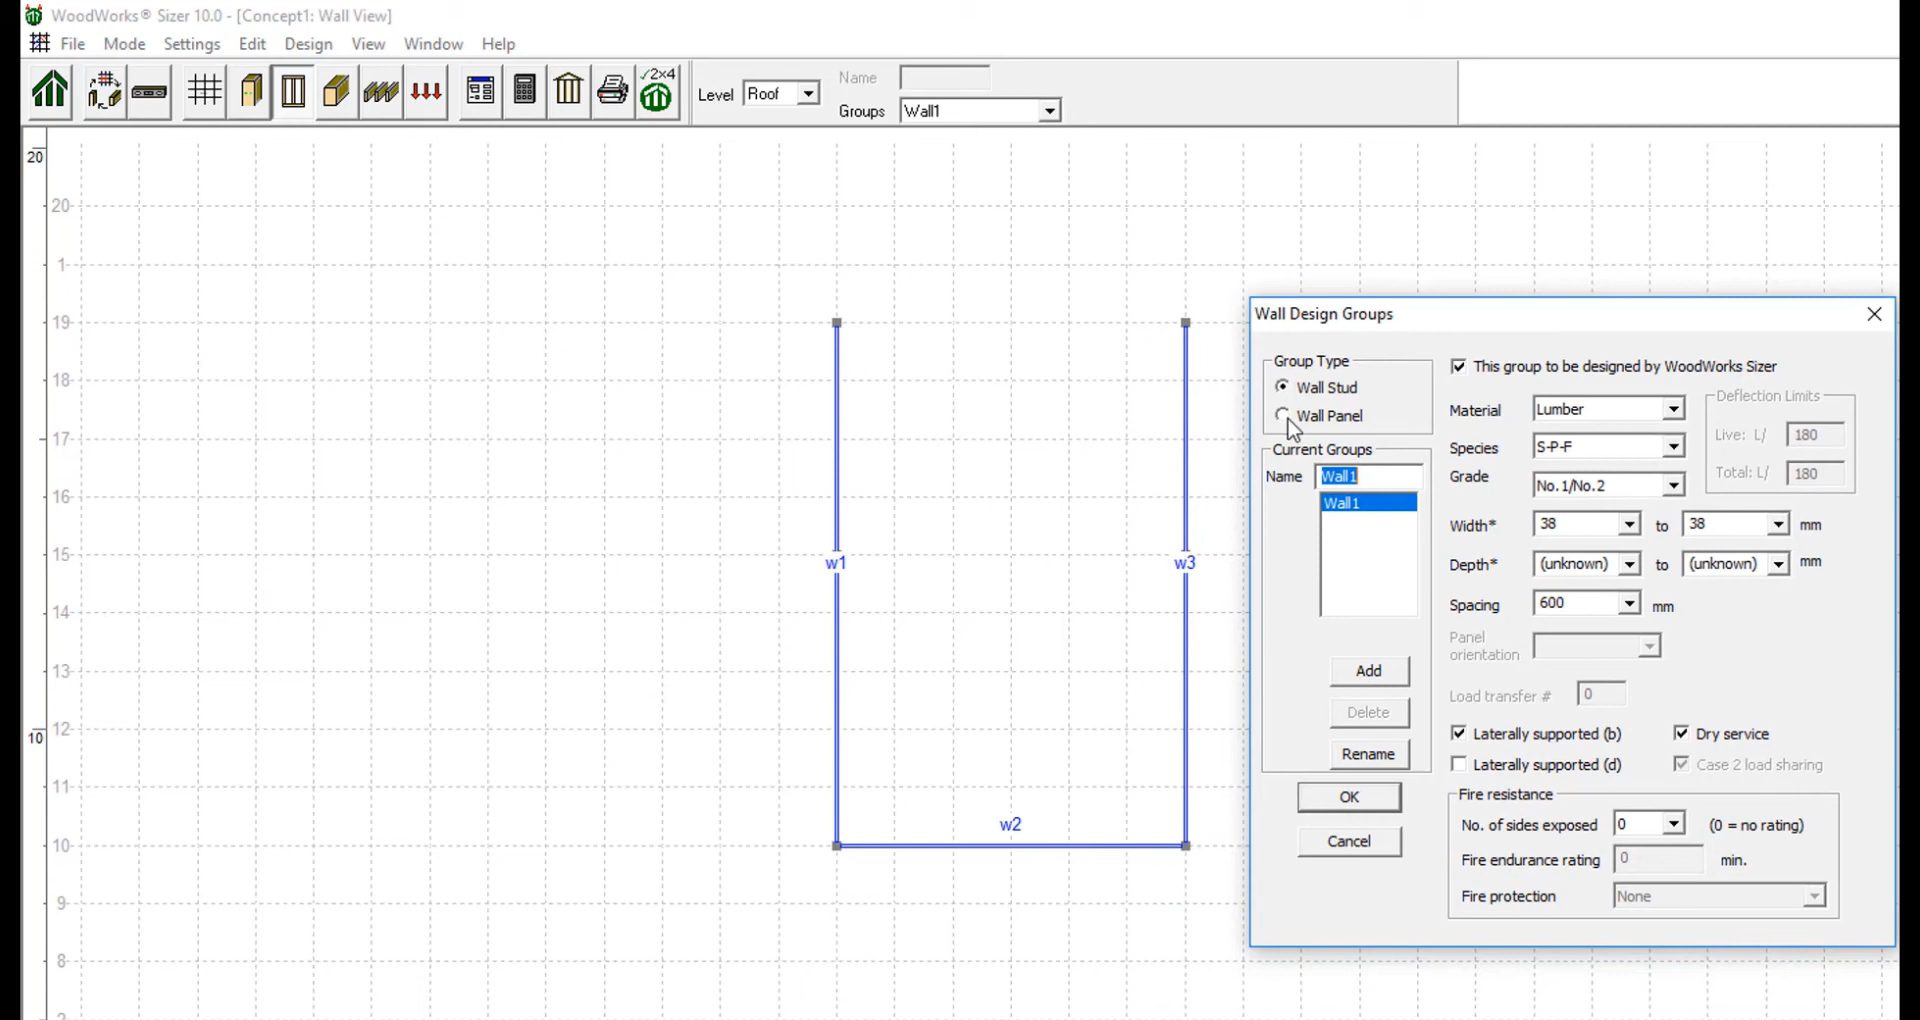 WoodWorks® Sizer 10.0 - [Concept1: Wall View]
File Mode Settings Edit Design View Window Help
✓2x4
Level Roof
Name
Groups Wall1
20
20
1
19
18
17
16
15
14
13
12
10
11
10
9
8
w1
w3
w2
Wall Design Groups
Group Type
Wall Stud
Wall Panel
Current Groups
Name Wall1
Wall1
Add
Delete
Rename
OK
Cancel
This group to be designed by WoodWorks Sizer
Material Lumber
Species S-P-F
Grade No.1/No.2
Deflection Limits
Live: L/ 180
Total: L/ 180
Width* 38 to 38 mm
Depth* (unknown) to (unknown) mm
Spacing 600 mm
Panel
orientation
Load transfer # 0
Laterally supported (b) Dry service
Laterally supported (d) Case 2 load sharing
Fire resistance
No. of sides exposed 0 (0 = no rating)
Fire endurance rating 0 min.
Fire protection None